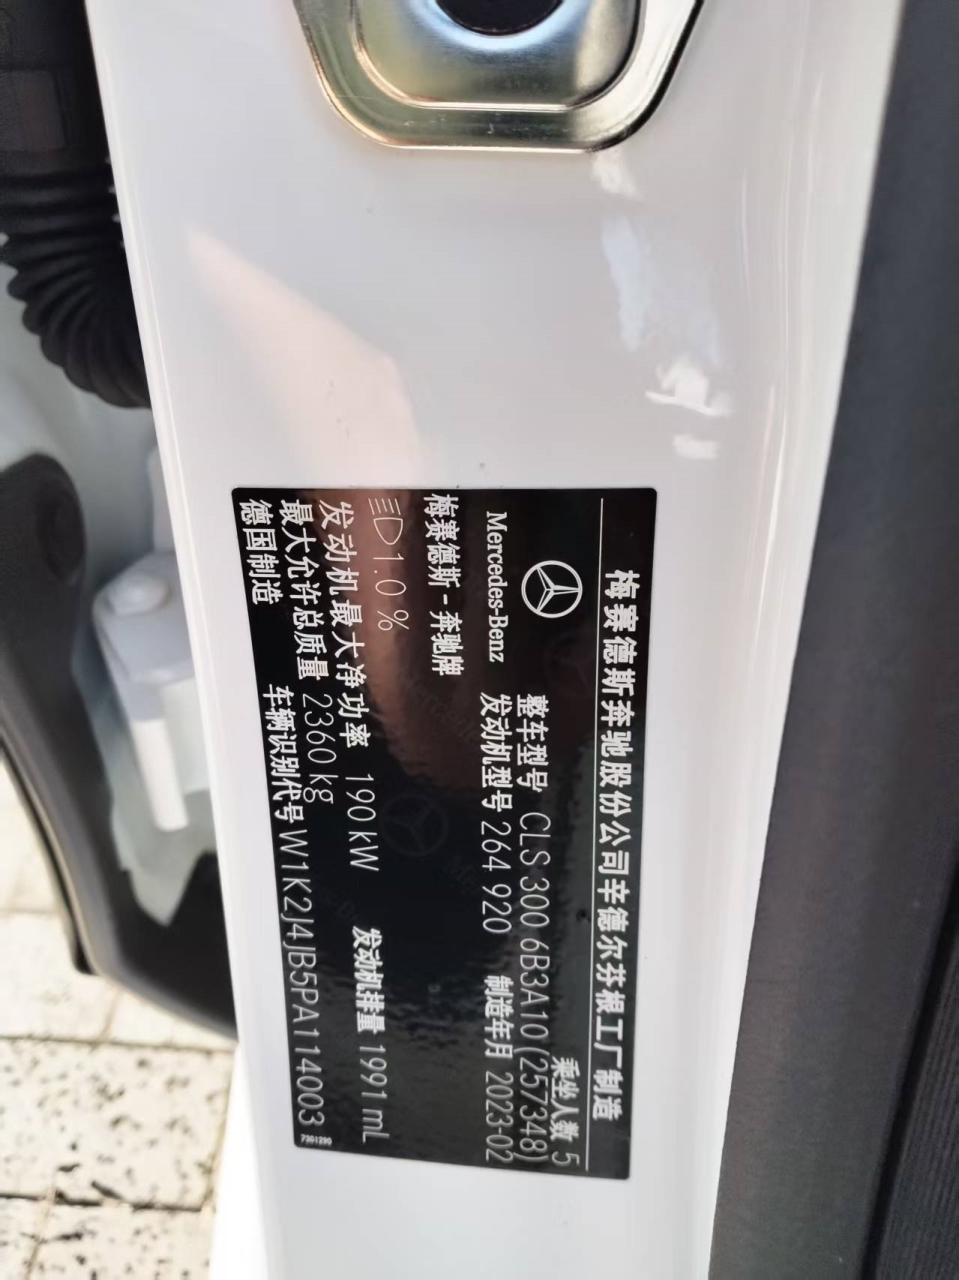 梅赛德斯奔驰股份公司辛德尔芬根工厂制造
乘坐人数 5
Mercedes-Benz
整车型号 CLS 300 6B3A10 (257348)
发动机型号 264 920 制造年月 2023-02
梅赛德斯-奔驰牌
1.0 %
发动机最大净功率 190 kW 发动机排量 1991 mL
最大允许总质量 2360 kg
德国制造 车辆识别代号 W1K2J4JB5PA114003
7301290